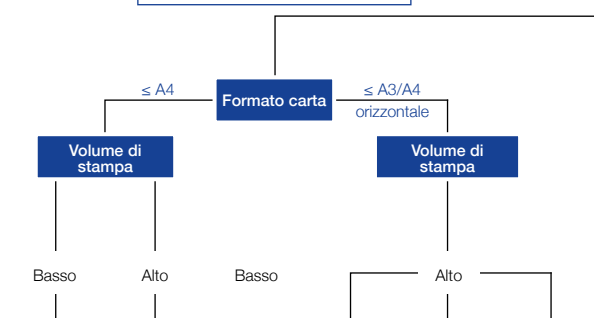 ≤ A4
Formato carta
≤ A3/A4
orizzontale
Volume di
stampa
Volume di
stampa
Basso
Alto
Basso
Alto